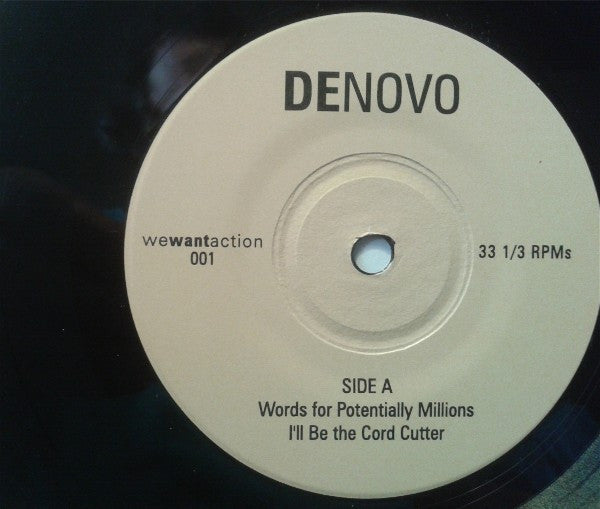 DENOVO
wewantaction
001
33 1/3 RPMs
SIDE A
Words for Potentially Millions
I'll Be the Cord Cutter